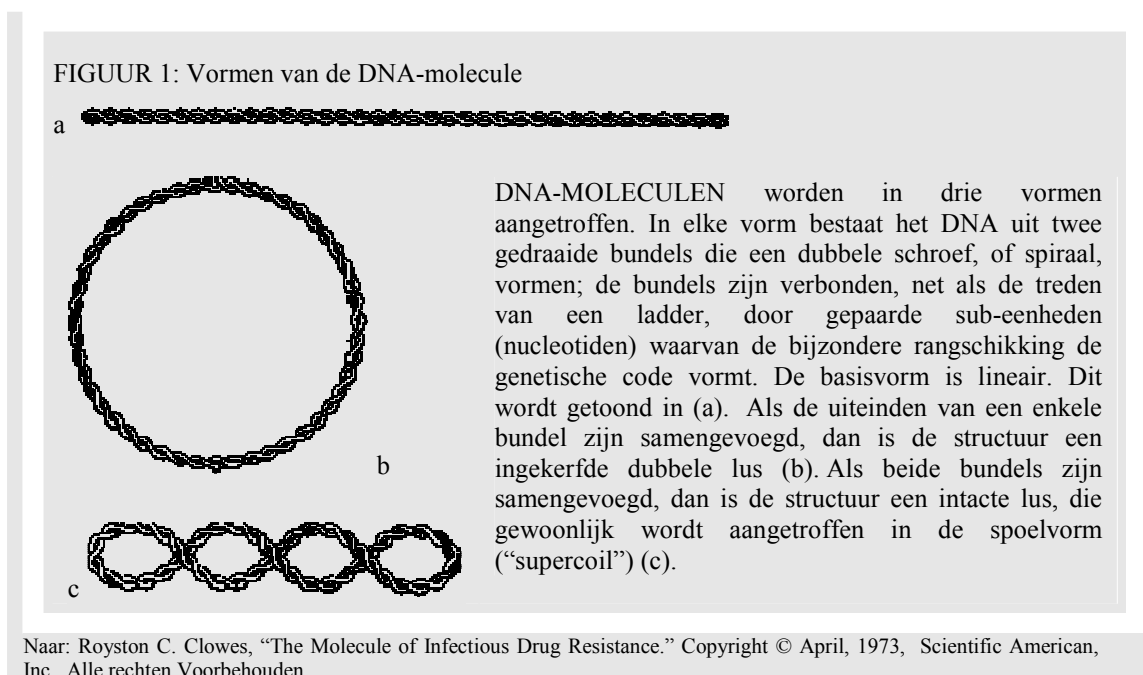 FIGUUR 1: Vormen van de DNA-molecule
a
DNA-MOLECULEN worden in drie vormen
aangetroffen. In elke vorm bestaat het DNA uit twee
gedraaide bundels die een dubbele schroef, of spiraal,
vormen; de bundels zijn verbonden, net als de treden
van een ladder, door gepaarde sub-eenheden
(nucleotiden) waarvan de bijzondere rangschikking de
genetische code vormt. De basisvorm is lineair. Dit
wordt getoond in (a). Als de uiteinden van een enkele
bundel zijn samengevoegd, dan is de structuur een
ingekerfde dubbele lus (b). Als beide bundels zijn
samengevoegd, dan is de structuur een intacte lus, die
gewoonlijk wordt aangetroffen in de spoelvorm
(“supercoil”) (c).
b
c
Naar: Royston C. Clowes, “The Molecule of Infectious Drug Resistance.” Copyright © April, 1973, Scientific American,
Inc. Alle rechten Voorbehouden